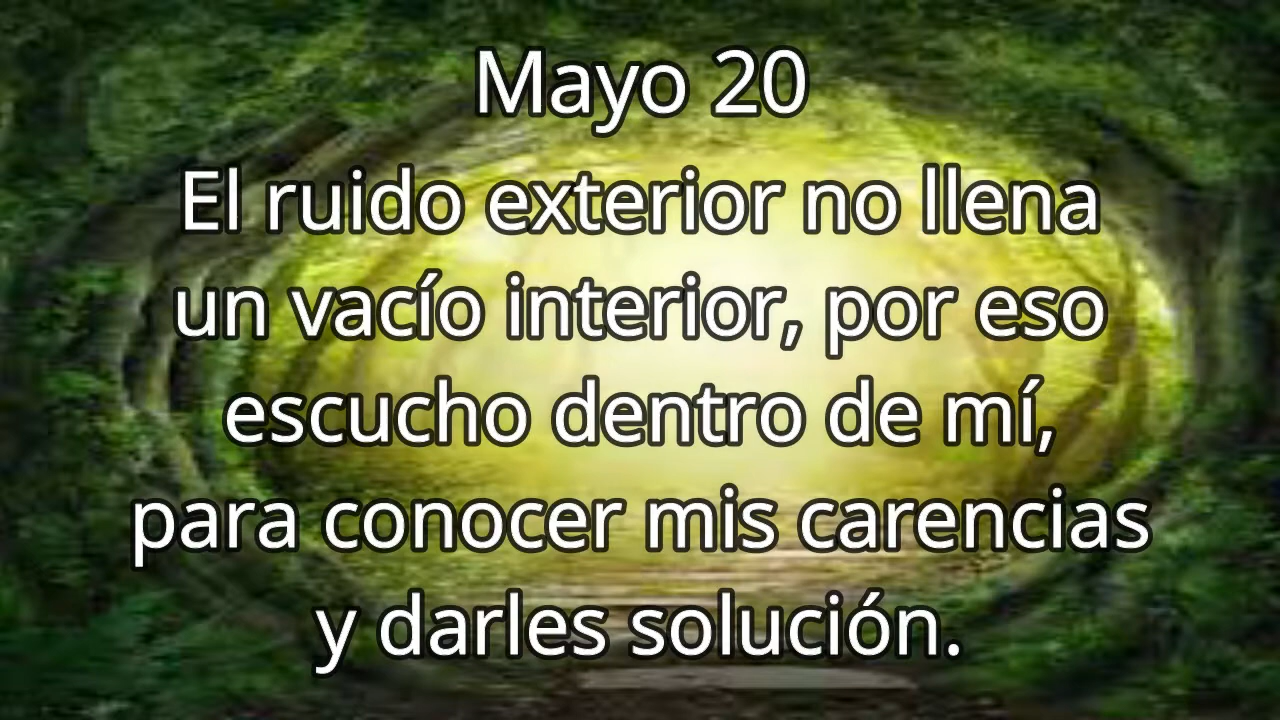 Mayo 20
El ruido exterior no llena
un vacío interior, por eso
escucho dentro de mí,
para conocer mis carencias
y darles solución.